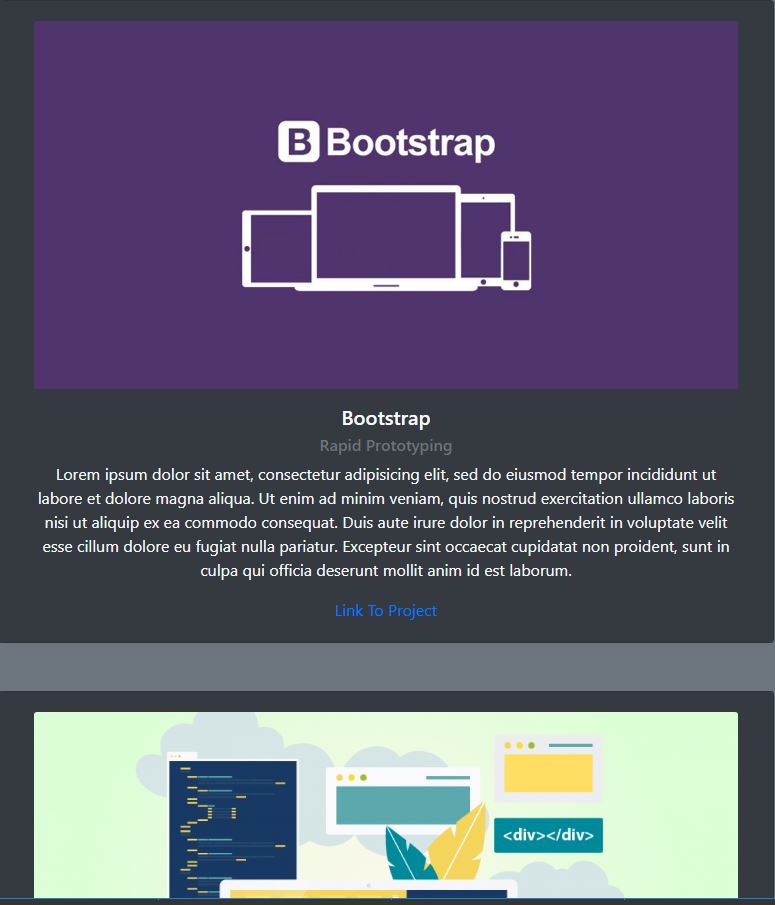 B Bootstrap
Bootstrap
Rapid Prototyping
Lorem ipsum dolor sit amet, consectetur adipisicing elit, sed do eiusmod tempor incididunt ut
labore et dolore magna aliqua. Ut enim ad minim veniam, quis nostrud exercitation ullamco laboris
nisi ut aliquip ex ea commodo consequat. Duis aute irure dolor in reprehenderit in voluptate velit
esse cillum dolore eu fugiat nulla pariatur. Excepteur sint occaecat cupidatat non proident, sunt in
culpa qui officia deserunt mollit anim id est laborum.
Link To Project
<div></div>